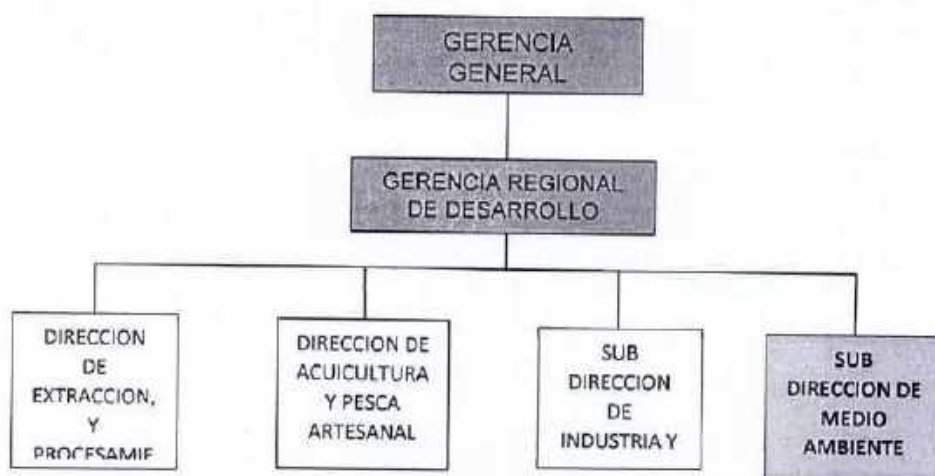 GERENCIA
GENERAL
GERENCIA REGIONAL
DE DESARROLLO
DIRECCION
DE
EXTRACCION,
Y
PROCESAMIE
DIRECCION DE
ACUICULTURA
Y PESCA
ARTESANAL
SUB
DIRECCION
DE
INDUSTRIA Y
SUB
DIRECCION DE
MEDIO
AMBIENTE